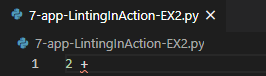 7-app-LintingInAction-EX2.py ×
7-app-LintingInAction-EX2.py
1 2 +